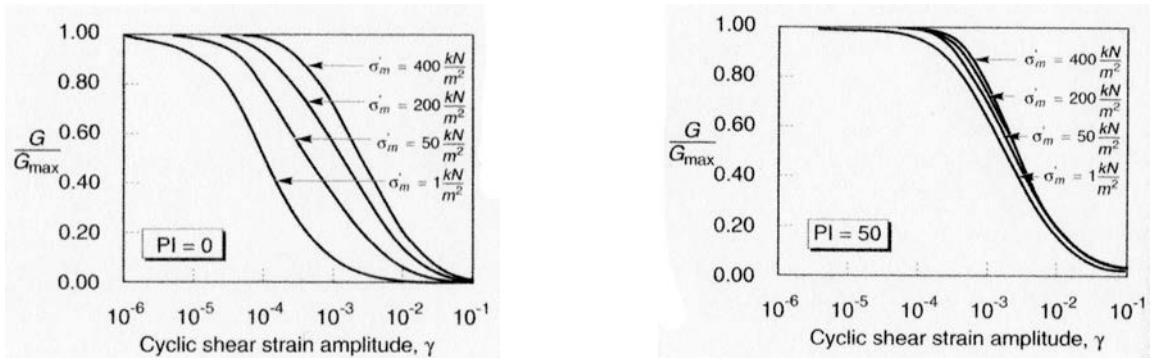 1.00
0.80
0.60
0.40
0.20
0.00
G
Gmax
σ'm = 400 kN/m²
σ'm = 200 kN/m²
σ'm = 50 kN/m²
σ'm = 1 kN/m²
PI = 0
10⁻⁶ 10⁻⁵ 10⁻⁴ 10⁻³ 10⁻² 10⁻¹
Cyclic shear strain amplitude, γ
1.00
0.80
0.60
0.40
0.20
0.00
G
Gmax
σ'm = 400 kN/m²
σ'm = 200 kN/m²
σ'm = 50 kN/m²
σ'm = 1 kN/m²
PI = 50
10⁻⁶ 10⁻⁵ 10⁻⁴ 10⁻³ 10⁻² 10⁻¹
Cyclic shear strain amplitude, γ